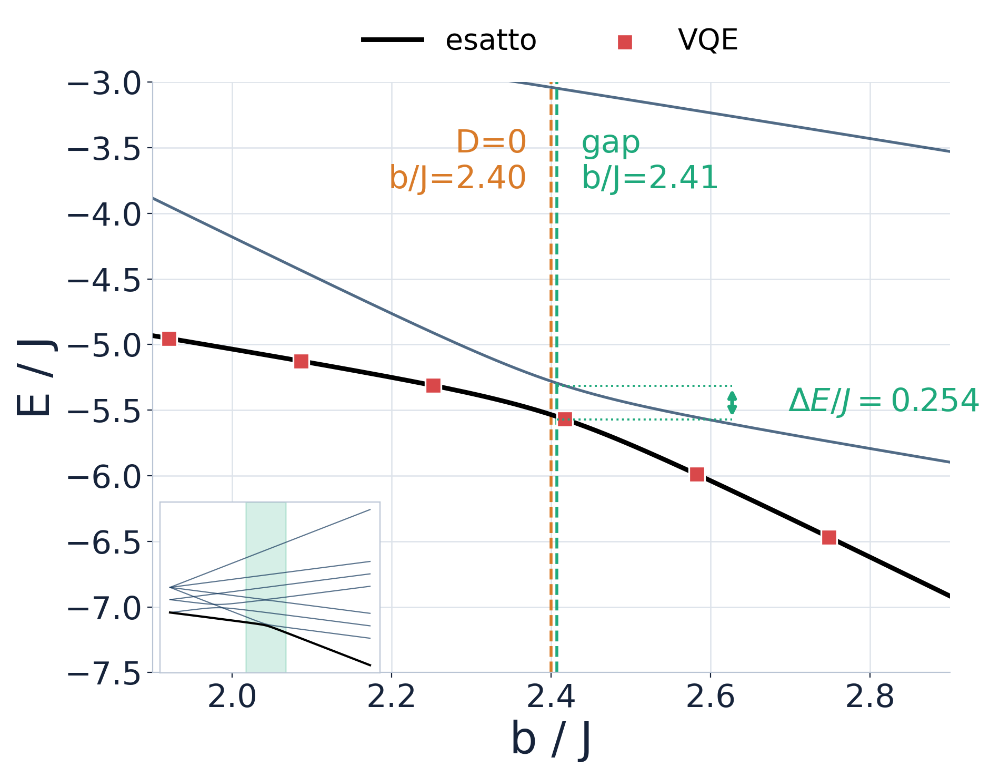 esatto
VQE
−3.0
−3.5
−4.0
−4.5
−5.0
−5.5
−6.0
−6.5
−7.0
−7.5
E / J
D=0
b/J=2.40
gap
b/J=2.41
ΔE/J = 0.254
2.0
2.2
2.4
2.6
2.8
b / J